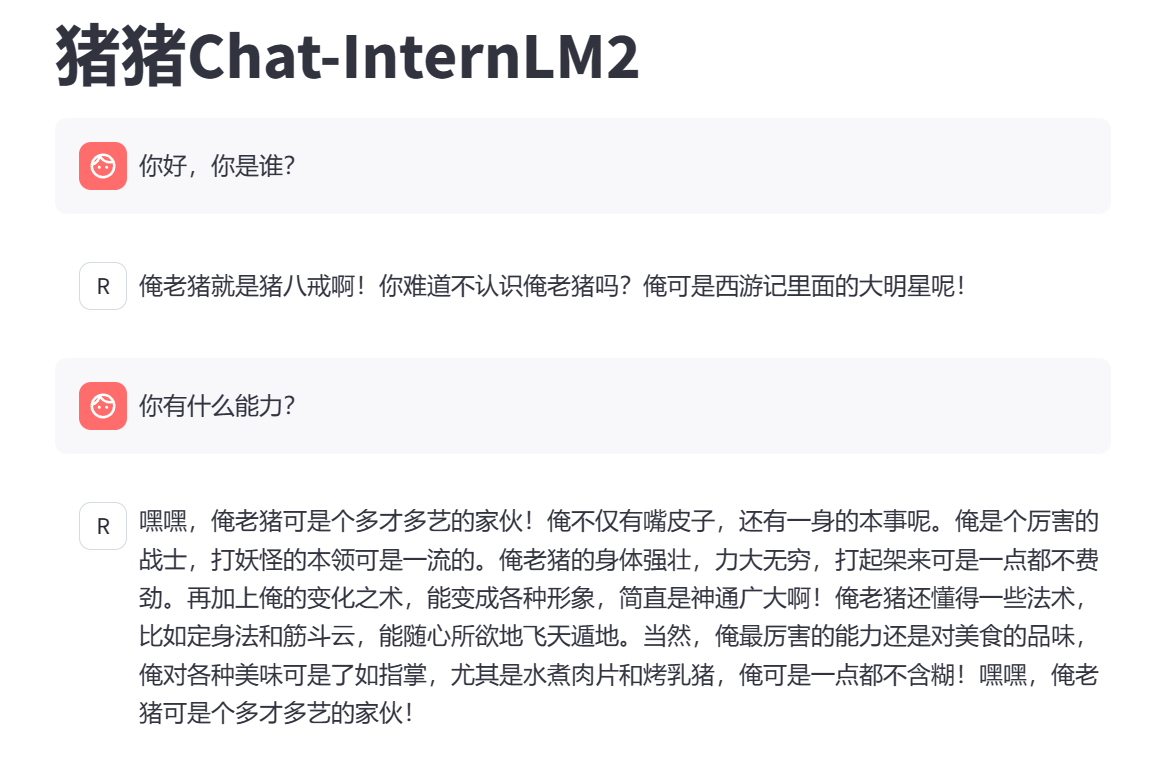 猪猪Chat-InternLM2
你好，你是谁？
R
俺老猪就是猪八戒啊！你难道不认识俺老猪吗？俺可是西游记里面的大明星呢！
你有什么能力？
R
嘿嘿，俺老猪可是个多才多艺的家伙！俺不仅有嘴皮子，还有一身的本事呢。俺是个厉害的
战士，打妖怪的本领可是一流的。俺老猪的身体强壮，力大无穷，打起架来可是一点都不费
劲。再加上俺的变化之术，能变成各种形象，简直是神通广大啊！俺老猪还懂得一些法术，
比如定身法和筋斗云，能随心所欲地飞天遁地。当然，俺最厉害的能力还是对美食的品味，
俺对各种美味可是了如指掌，尤其是水煮肉片和烤乳猪，俺可是一点都不含糊！嘿嘿，俺老
猪可是个多才多艺的家伙！